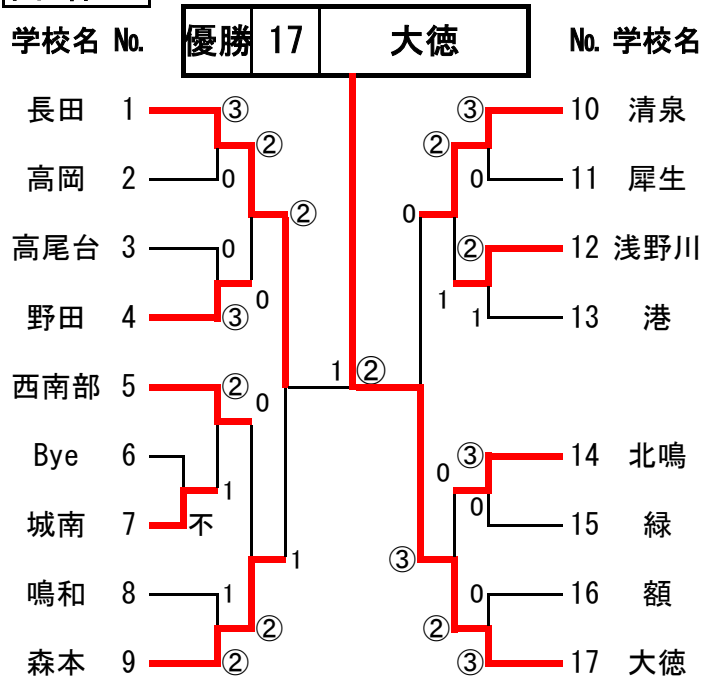 優勝 17 大徳
学校名 No. No. 学校名
長田 1 ③ ③ 10 清泉
② ②
高岡 2 0 0 11 犀生
② 0
高尾台 3 0 ② 12 浅野川
0 1
野田 4 ③ 1 13 港
1 ②
西南部 5 ② 0
Bye 6 0 ③ 14 北鳴
1 0
城南 7 不 15 緑
1 ③
鳴和 8 1 0 16 額
② ②
森本 9 ② ③ 17 大徳